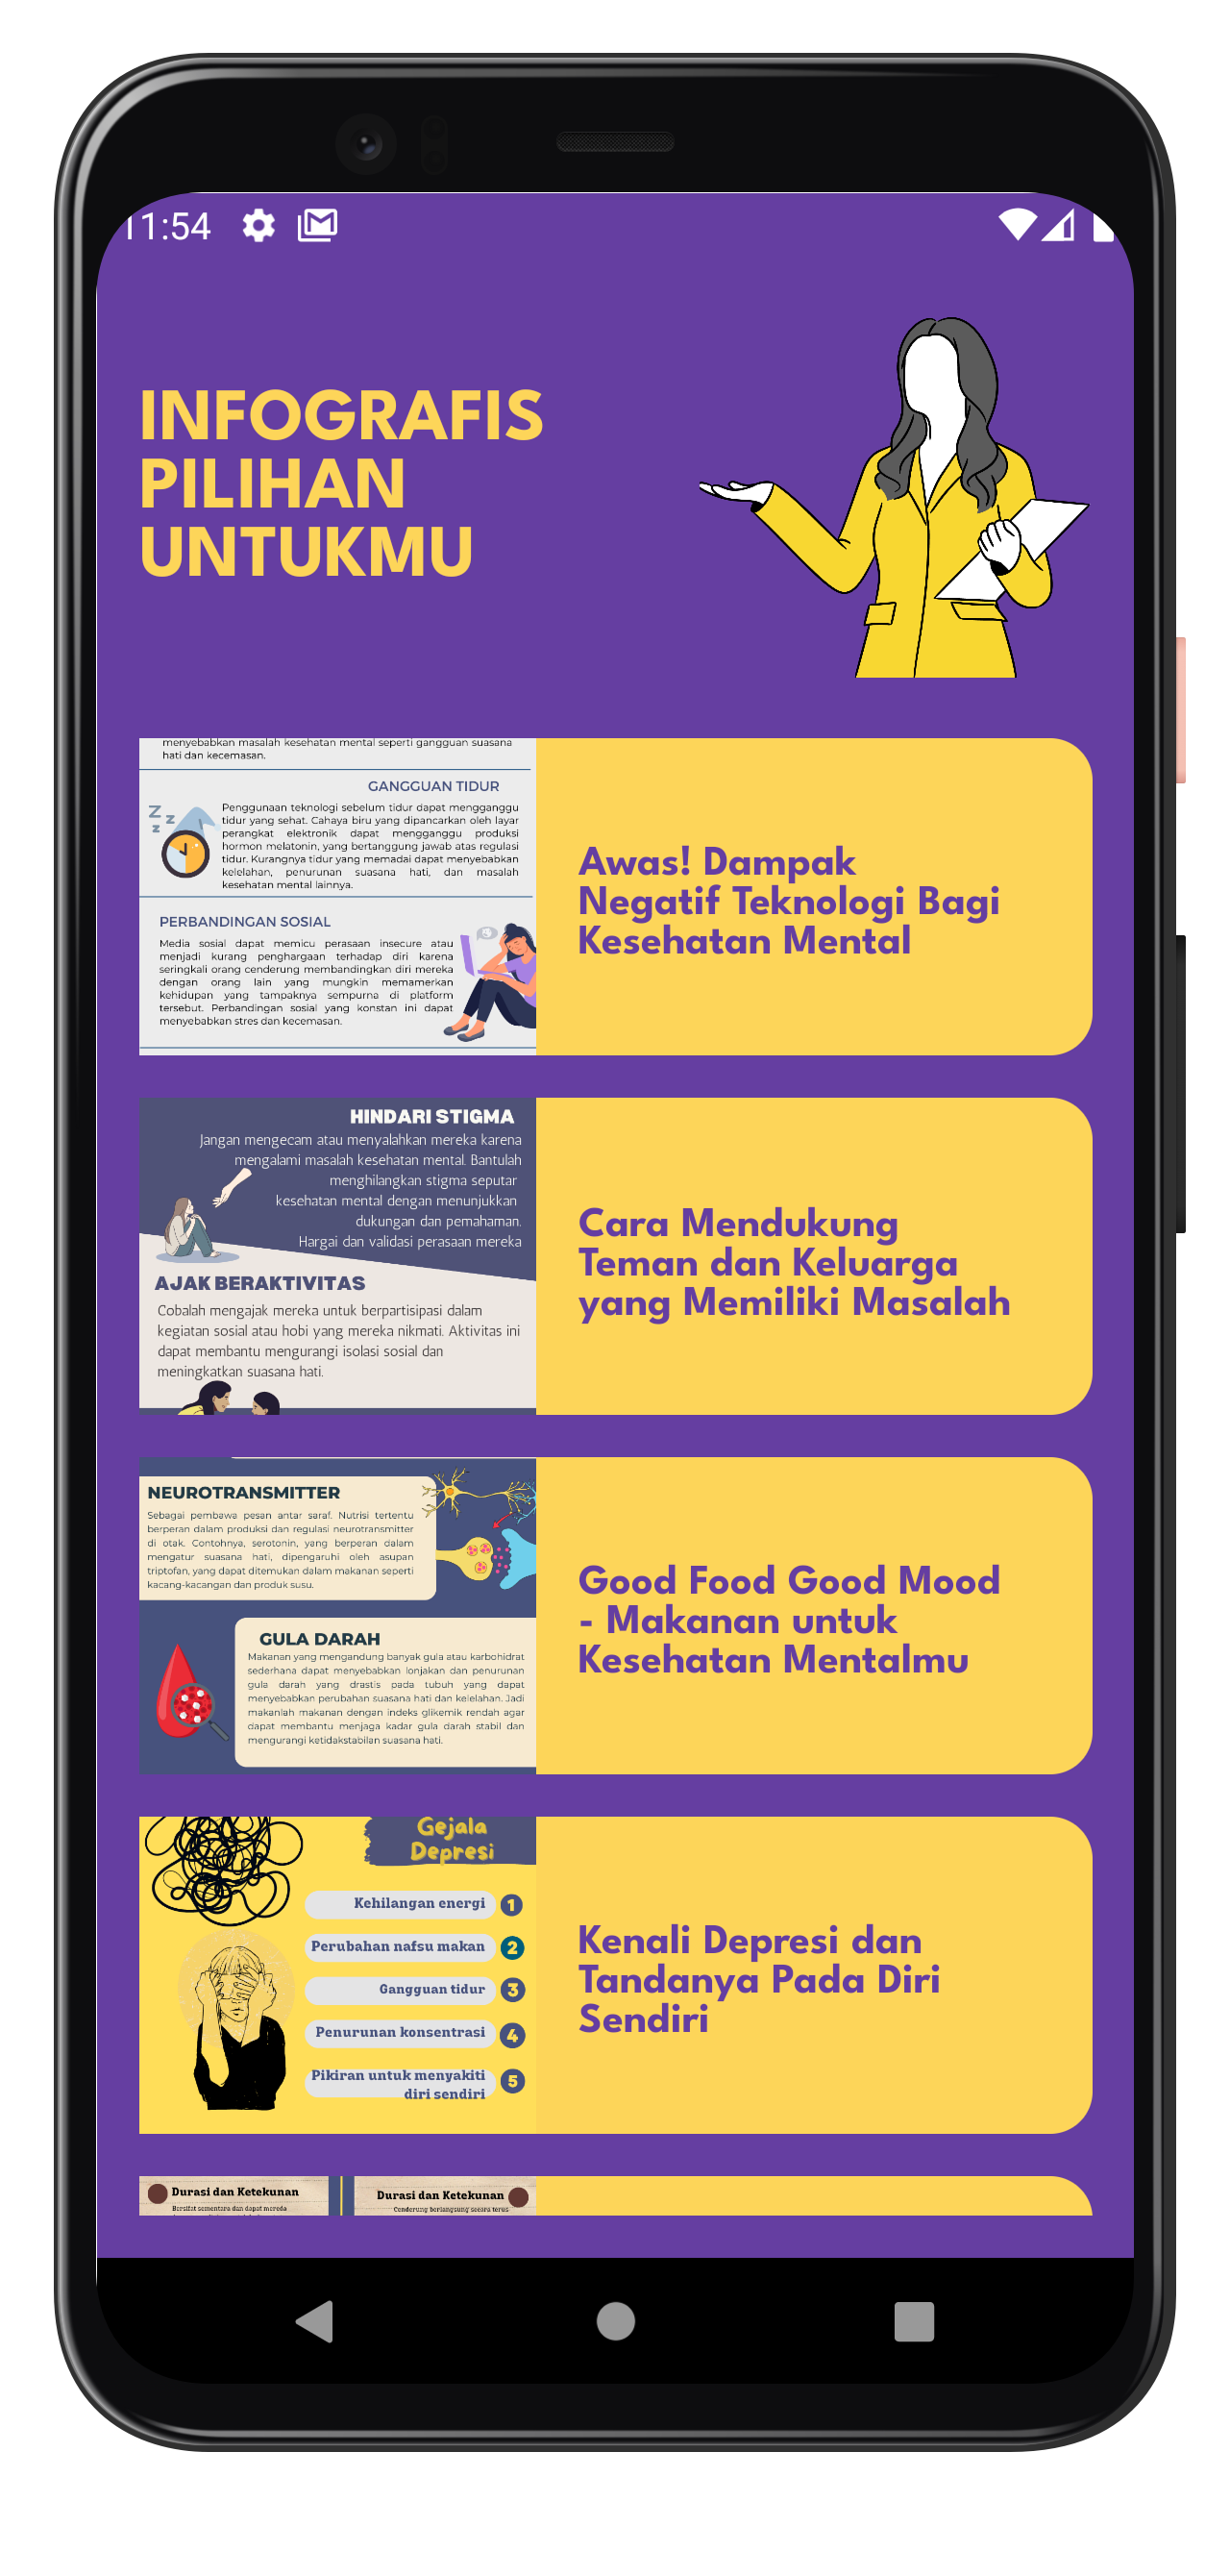 11:54
INFOGRAFIS
PILIHAN
UNTUKMU
menyebabkan masalah kesehatan mental seperti gangguan suasana
hati dan kecemasan.
GANGGUAN TIDUR
Penggunaan teknologi sebelum tidur dapat mengganggu
tidur yang sehat. Cahaya biru yang dipancarkan oleh layar
perangkat elektronik dapat mengganggu produksi
hormon melatonin, yang bertanggung jawab atas regulasi
tidur. Kurangnya tidur yang memadai dapat menyebabkan
kelelahan, penurunan suasana hati, dan masalah
kesehatan mental lainnya.
Z
z
z
PERBANDINGAN SOSIAL
Media sosial dapat memicu perasaan insecure atau
menjadi kurang penghargaan terhadap diri karena
seringkali orang cenderung membandingkan diri mereka
dengan orang lain yang mungkin memamerkan
kehidupan yang tampaknya sempurna di platform
tersebut. Perbandingan sosial yang konstan ini dapat
menyebabkan stres dan kecemasan.
Awas! Dampak
Negatif Teknologi Bagi
Kesehatan Mental
HINDARI STIGMA
Jangan mengecam atau menyalahkan mereka karena
mengalami masalah kesehatan mental. Bantulah
menghilangkan stigma seputar
kesehatan mental dengan menunjukkan
dukungan dan pemahaman.
Hargai dan validasi perasaan mereka
AJAK BERAKTIVITAS
Cobalah mengajak mereka untuk berpartisipasi dalam
kegiatan sosial atau hobi yang mereka nikmati. Aktivitas ini
dapat membantu mengurangi isolasi sosial dan
meningkatkan suasana hati.
Cara Mendukung
Teman dan Keluarga
yang Memiliki Masalah
NEUROTRANSMITTER
Sebagai pembawa pesan antar saraf. Nutrisi tertentu
berperan dalam produksi dan regulasi neurotransmitter
di otak. Contohnya, serotonin, yang berperan dalam
mengatur suasana hati, dipengaruhi oleh asupan
triptofan, yang dapat ditemukan dalam makanan seperti
kacang-kacangan dan produk susu.
GULA DARAH
Makanan yang mengandung banyak gula atau karbohidrat
sederhana dapat menyebabkan lonjakan dan penurunan
gula darah yang drastis pada tubuh yang dapat
menyebabkan perubahan suasana hati dan kelelahan. Jadi
makanlah makanan dengan indeks glikemik rendah agar
dapat membantu menjaga kadar gula darah stabil dan
mengurangi ketidakstabilan suasana hati.
Good Food Good Mood
- Makanan untuk
Kesehatan Mentalmu
Gejala
Depresi
Kehilangan energi 1
Perubahan nafsu makan 2
Gangguan tidur 3
Penurunan konsentrasi 4
Pikiran untuk menyakiti 5
diri sendiri
Kenali Depresi dan
Tandanya Pada Diri
Sendiri
Durasi dan Ketekunan
Bersifat sementara dan dapat mereda
Durasi dan Ketekunan
Cenderung berlangsung secara terus